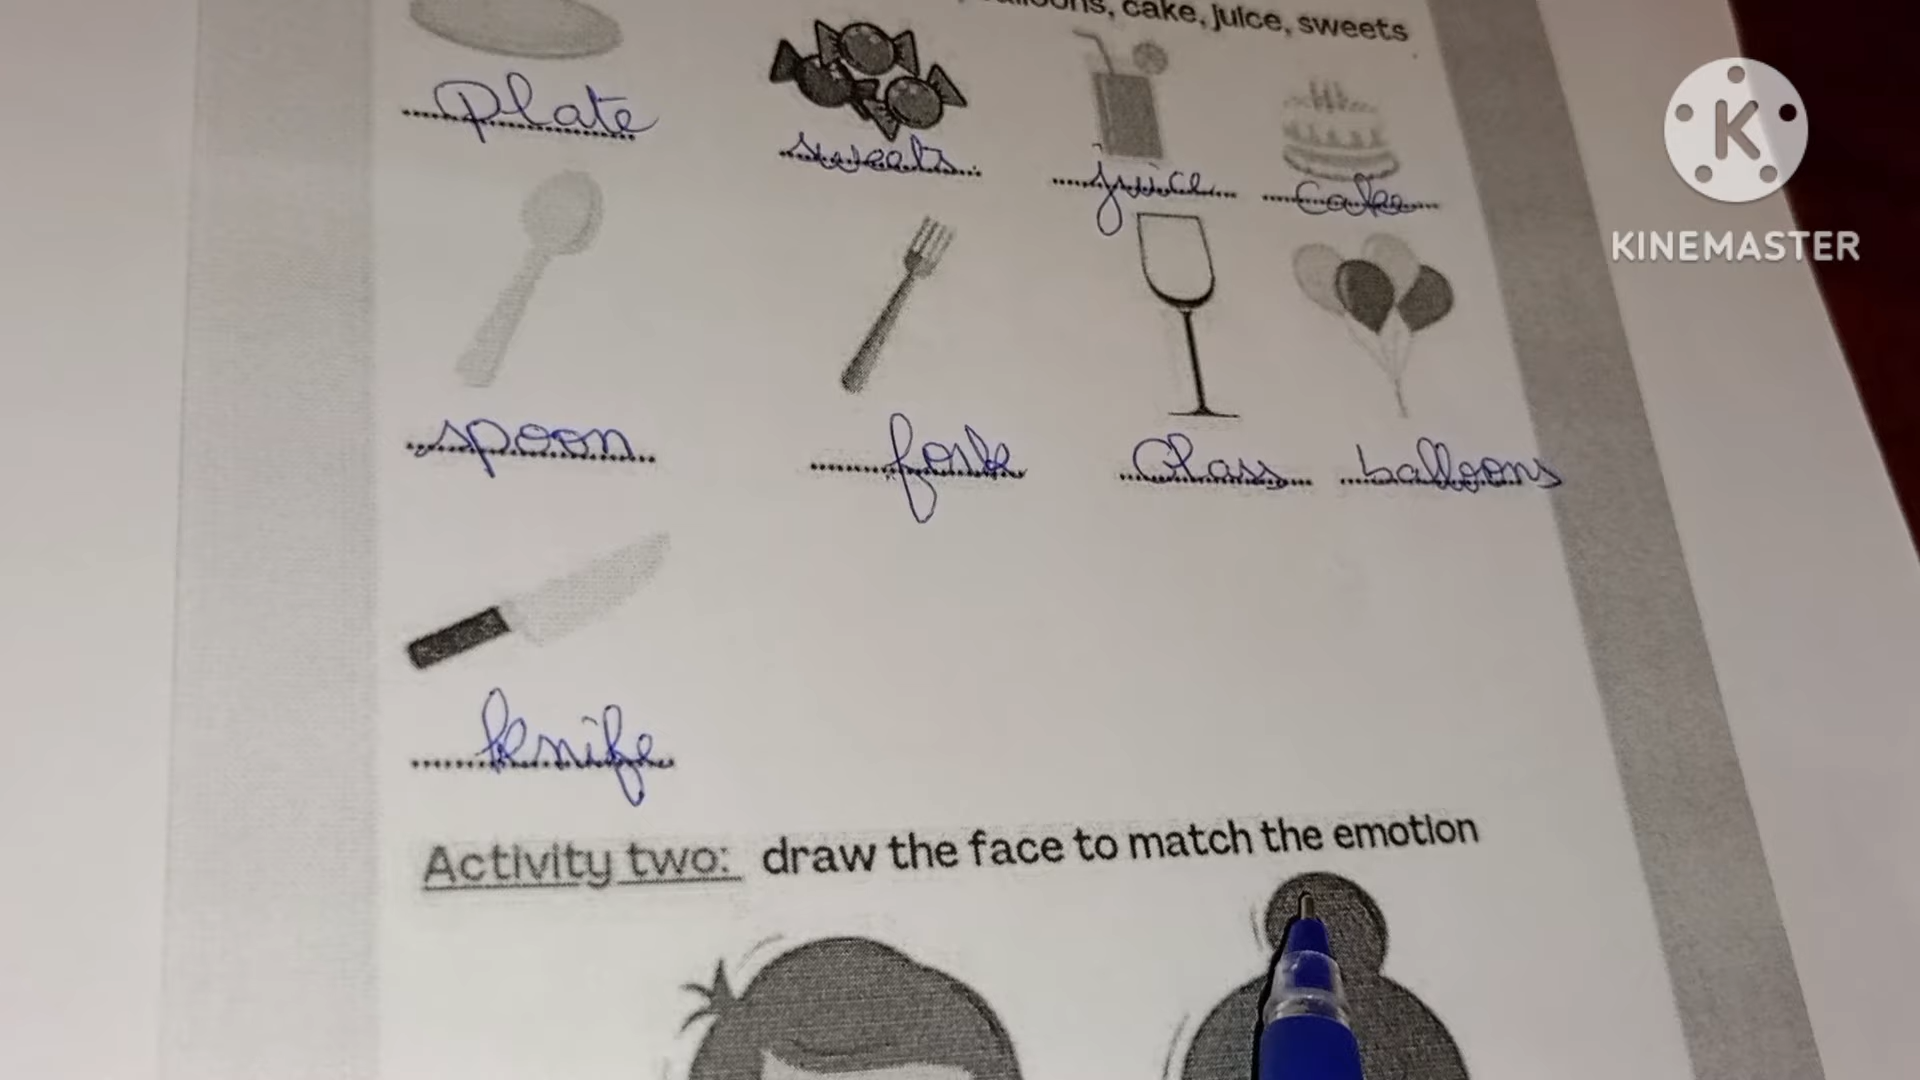 cake, juice, sweets
plate
sweets
juice
cake
K
KINEMASTER
spoon
fork
Glass
balloons
knife
Activity two: draw the face to match the emotion